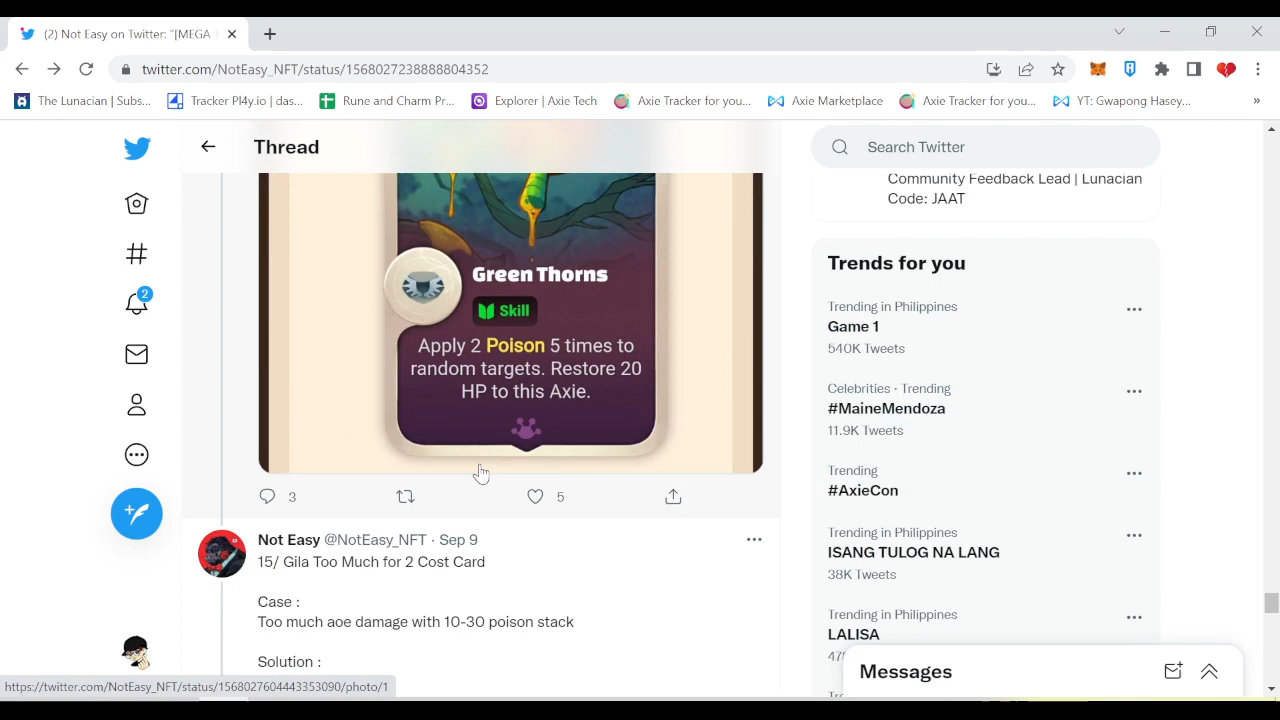 (2) Not Easy on Twitter: "[MEGA T
twitter.com/NotEasy_NFT/status/1568027238888804352
The Lunacian | Subs...
Tracker Pl4y.io | das...
Rune and Charm Pr...
Explorer | Axie Tech
Axie Tracker for you...
Axie Marketplace
Axie Tracker for you...
YT: Gwapong Hasey...
»
Thread
Green Thorns
Skill
Apply 2 Poison 5 times to
random targets. Restore 20
HP to this Axie.
3
5
Not Easy @NotEasy_NFT · Sep 9
15/ Gila Too Much for 2 Cost Card
Case :
Too much aoe damage with 10-30 poison stack
Solution :
2
https://twitter.com/NotEasy_NFT/status/1568027604443353090/photo/1
Search Twitter
Community Feedback Lead | Lunacian
Code: JAAT
Trends for you
Trending in Philippines
Game 1
540K Tweets
Celebrities · Trending
#MaineMendoza
11.9K Tweets
Trending
#AxieCon
Trending in Philippines
ISANG TULOG NA LANG
38K Tweets
Trending in Philippines
LALISA
Messages